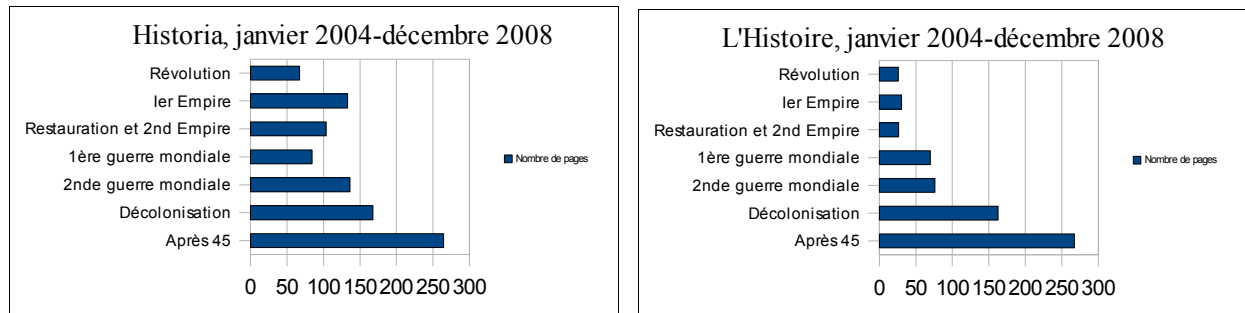 Historia, janvier 2004-décembre 2008
Révolution
Ier Empire
Restauration et 2nd Empire
1ère guerre mondiale
2nde guerre mondiale
Décolonisation
Après 45
0 50 100 150 200 250 300
Nombre de pages
L'Histoire, janvier 2004-décembre 2008
Révolution
Ier Empire
Restauration et 2nd Empire
1ère guerre mondiale
2nde guerre mondiale
Décolonisation
Après 45
0 50 100 150 200 250 300
Nombre de pages